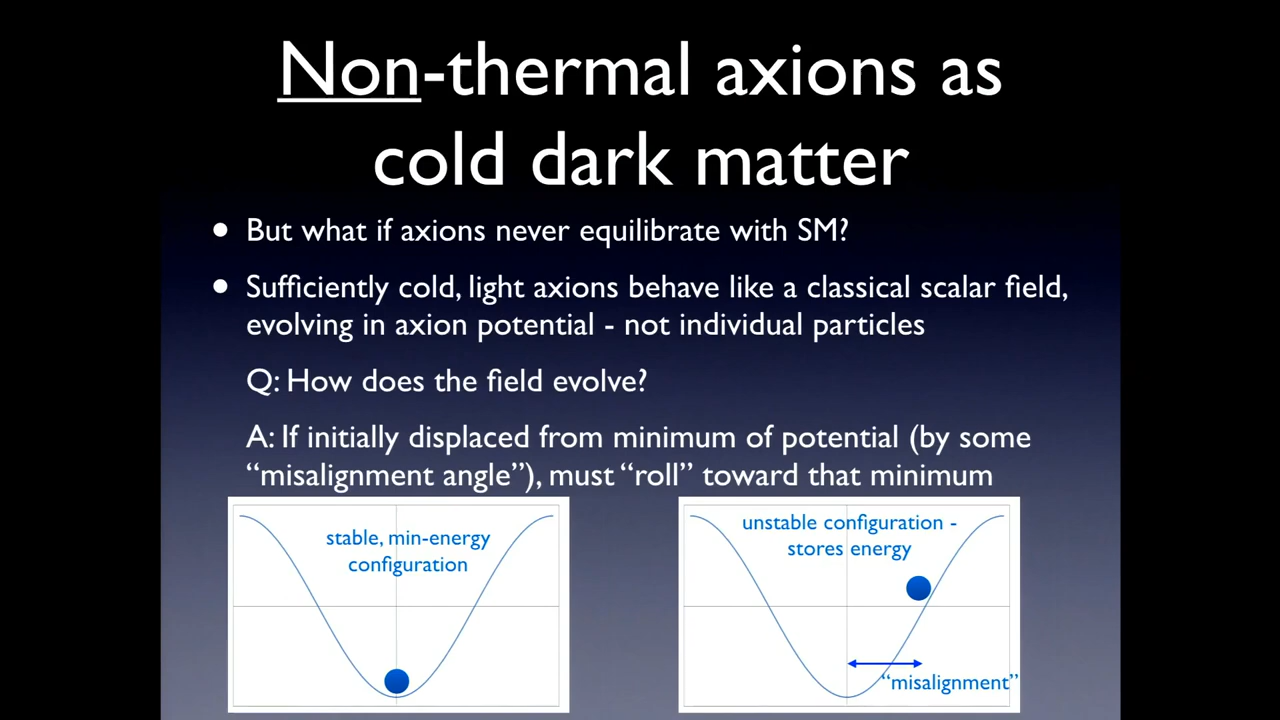 Non-thermal axions as
cold dark matter
• But what if axions never equilibrate with SM?
• Sufficiently cold, light axions behave like a classical scalar field,
evolving in axion potential - not individual particles
Q: How does the field evolve?
A: If initially displaced from minimum of potential (by some
“misalignment angle”), must “roll” toward that minimum
stable, min-energy
configuration
unstable configuration -
stores energy
“misalignment”